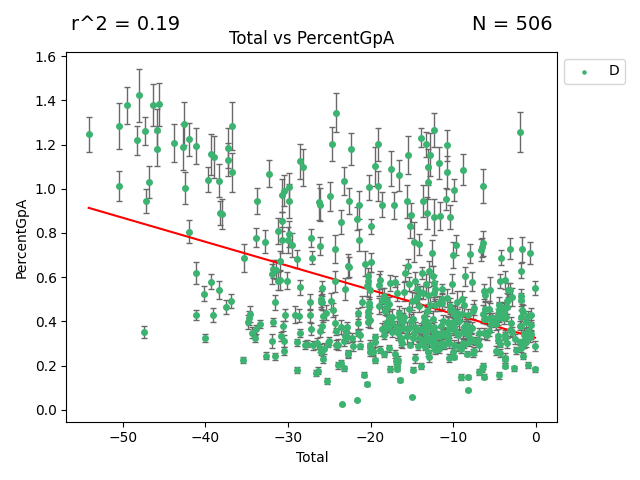 r^2 = 0.19
N = 506
Total vs PercentGpA
D
PercentGpA
1.6
1.4
1.2
1.0
0.8
0.6
0.4
0.2
0.0
−50
−40
−30
−20
−10
0
Total